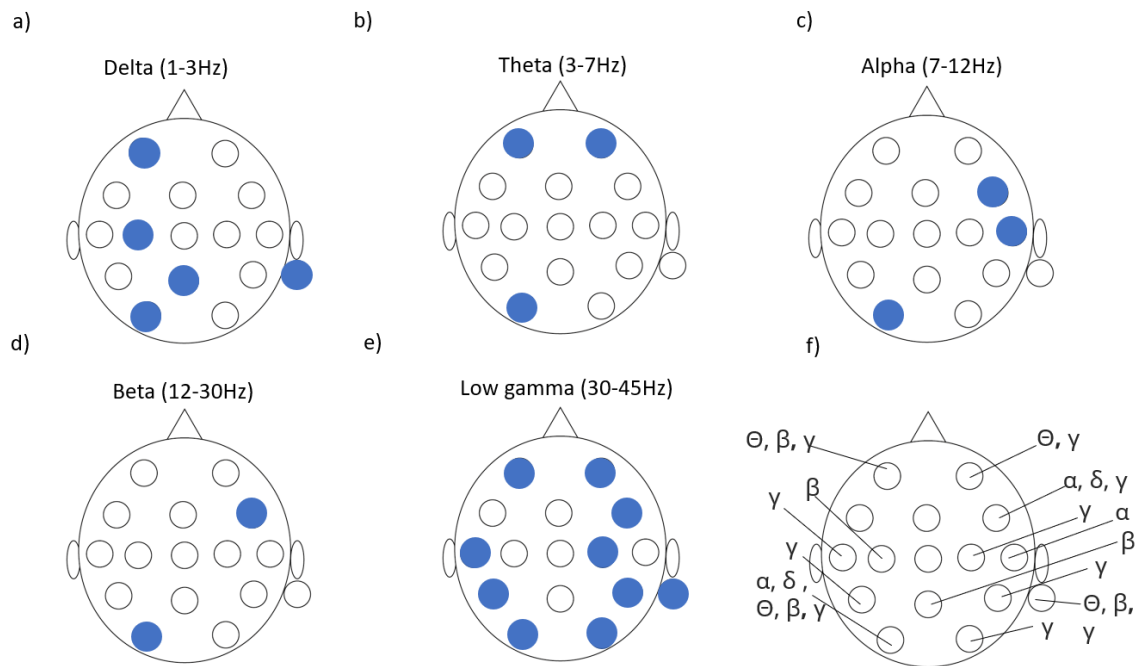 a)
b)
c)
Delta (1-3Hz)
Theta (3-7Hz)
Alpha (7-12Hz)
d)
e)
f)
Beta (12-30Hz)
Low gamma (30-45Hz)
Θ, β, γ
Θ, γ
α, δ, γ
γ
β
γ
α
β
γ
α, δ ,
Θ, β, γ
γ
Θ, β,
γ
γ